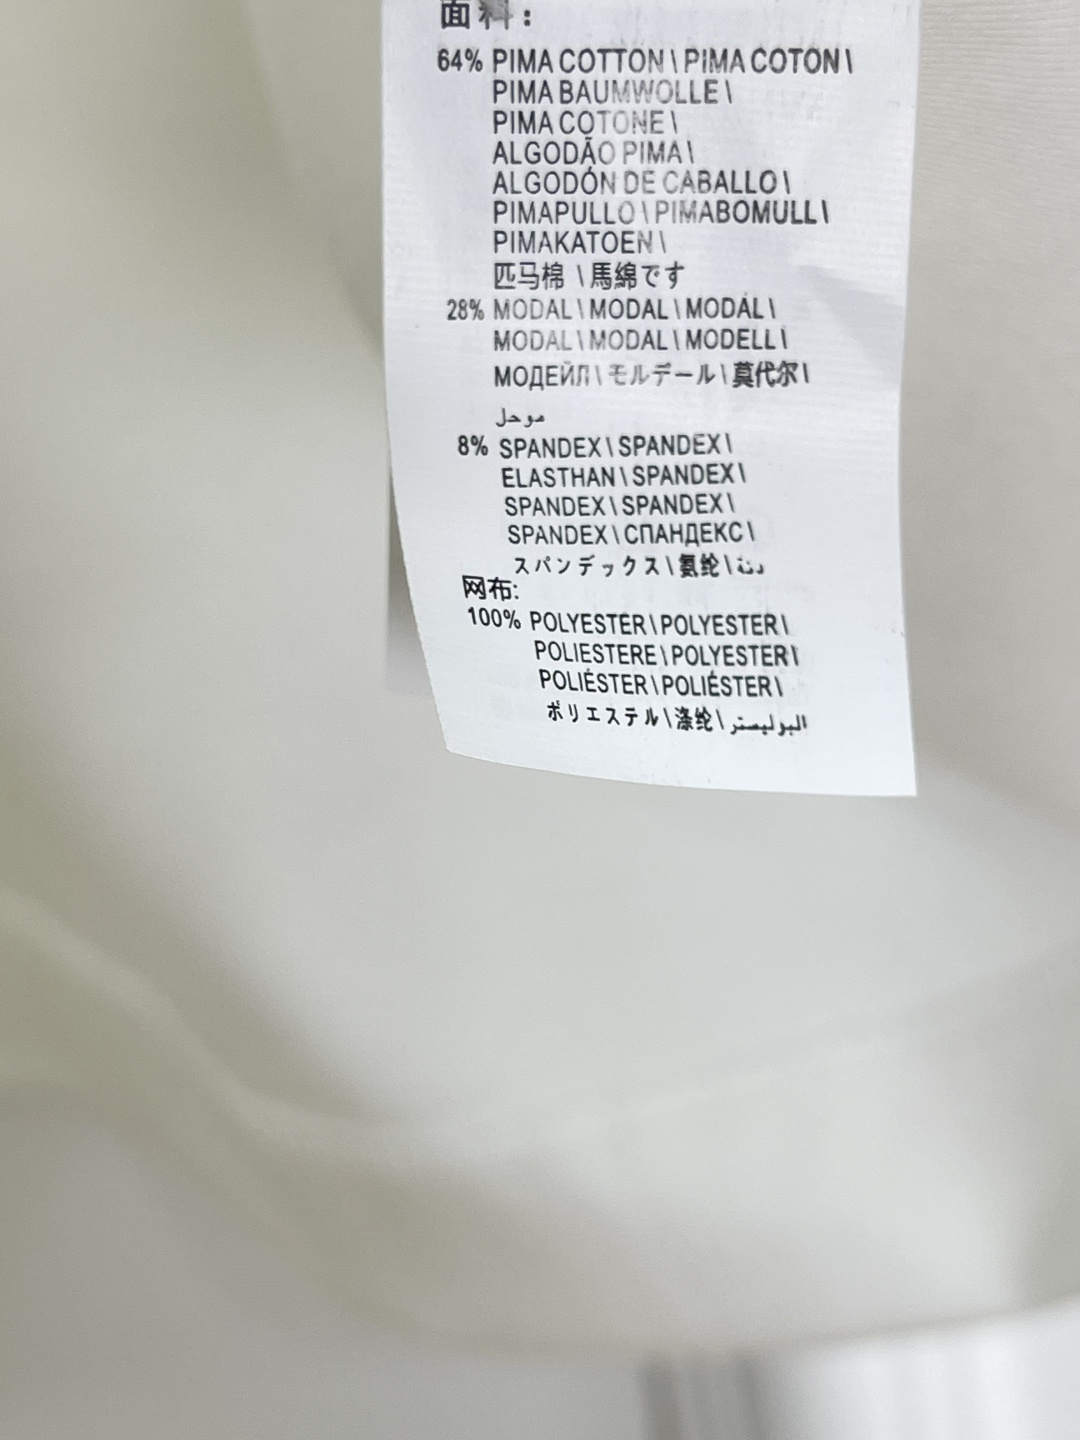 面料:
64% PIMA COTTON \ PIMA COTON \
PIMA BAUMWOLLE \
PIMA COTONE \
ALGODÃO PIMA \
ALGODÓN DE CABALLO \
PIMAPULLO \ PIMABOMULL \
PIMAKATOEN \
匹马棉 \ 馬綿です
28% MODAL \ MODAL \ MODAL \
MODAL \ MODAL \ MODELL \
МОДЕЙЛ \ モルデール \ 莫代尔 \
موحل
8% SPANDEX \ SPANDEX \
ELASTHAN \ SPANDEX \
SPANDEX \ SPANDEX \
SPANDEX \ СПАНДЕКС \
スパンデックス \ 氨纶 \
网布:
100% POLYESTER \ POLYESTER \
POLIESTERE \ POLYESTER \
POLIÉSTER \ POLIÉSTER \
ポリエステル \ 涤纶 \ البوليستر